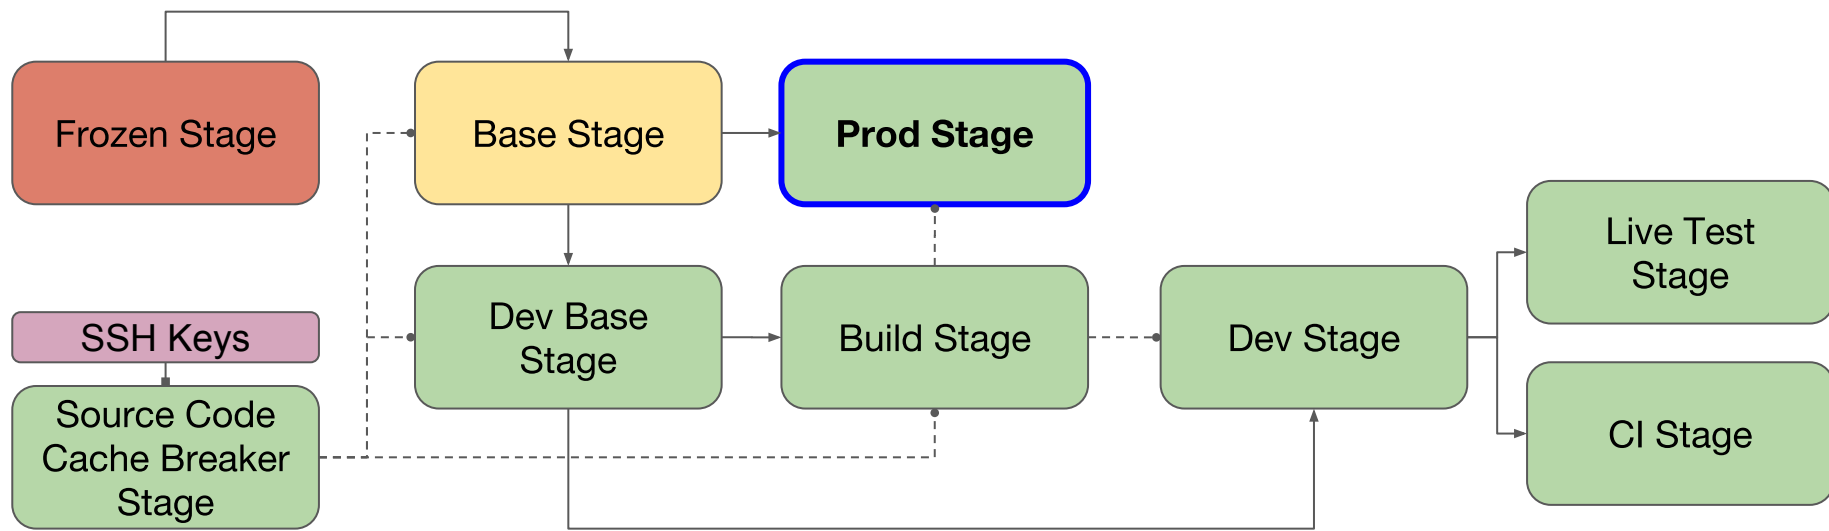 Frozen Stage
Base Stage
Prod Stage
Live Test
Stage
SSH Keys
Dev Base
Stage
Build Stage
Dev Stage
Source Code
Cache Breaker
Stage
CI Stage